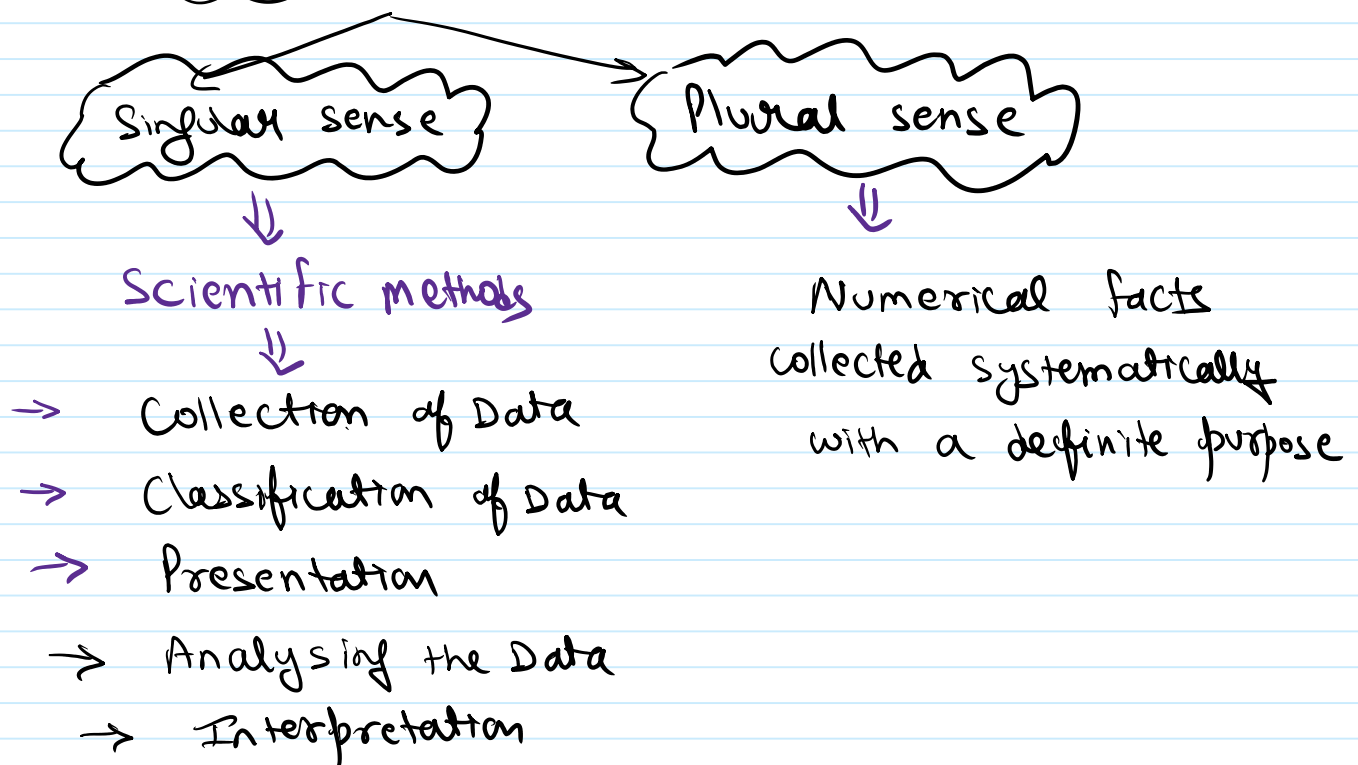 Singular sense
Plural sense
Scientific methods
Collection of Data
Classification of Data
Presentation
Analysing the Data
Interpretation
Numerical facts
collected systematically
with a definite purpose